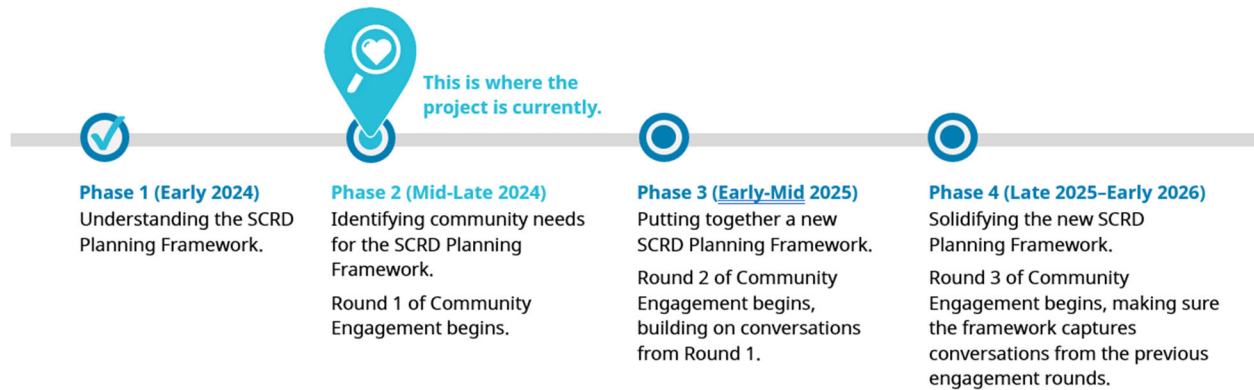 This is where the
project is currently.
Phase 1 (Early 2024)
Understanding the SCRD
Planning Framework.
Phase 2 (Mid-Late 2024)
Identifying community needs
for the SCRD Planning
Framework.
Round 1 of Community
Engagement begins.
Phase 3 (Early-Mid 2025)
Putting together a new
SCRD Planning Framework.
Round 2 of Community
Engagement begins,
building on conversations
from Round 1.
Phase 4 (Late 2025–Early 2026)
Solidifying the new SCRD
Planning Framework.
Round 3 of Community
Engagement begins, making sure
the framework captures
conversations from the previous
engagement rounds.